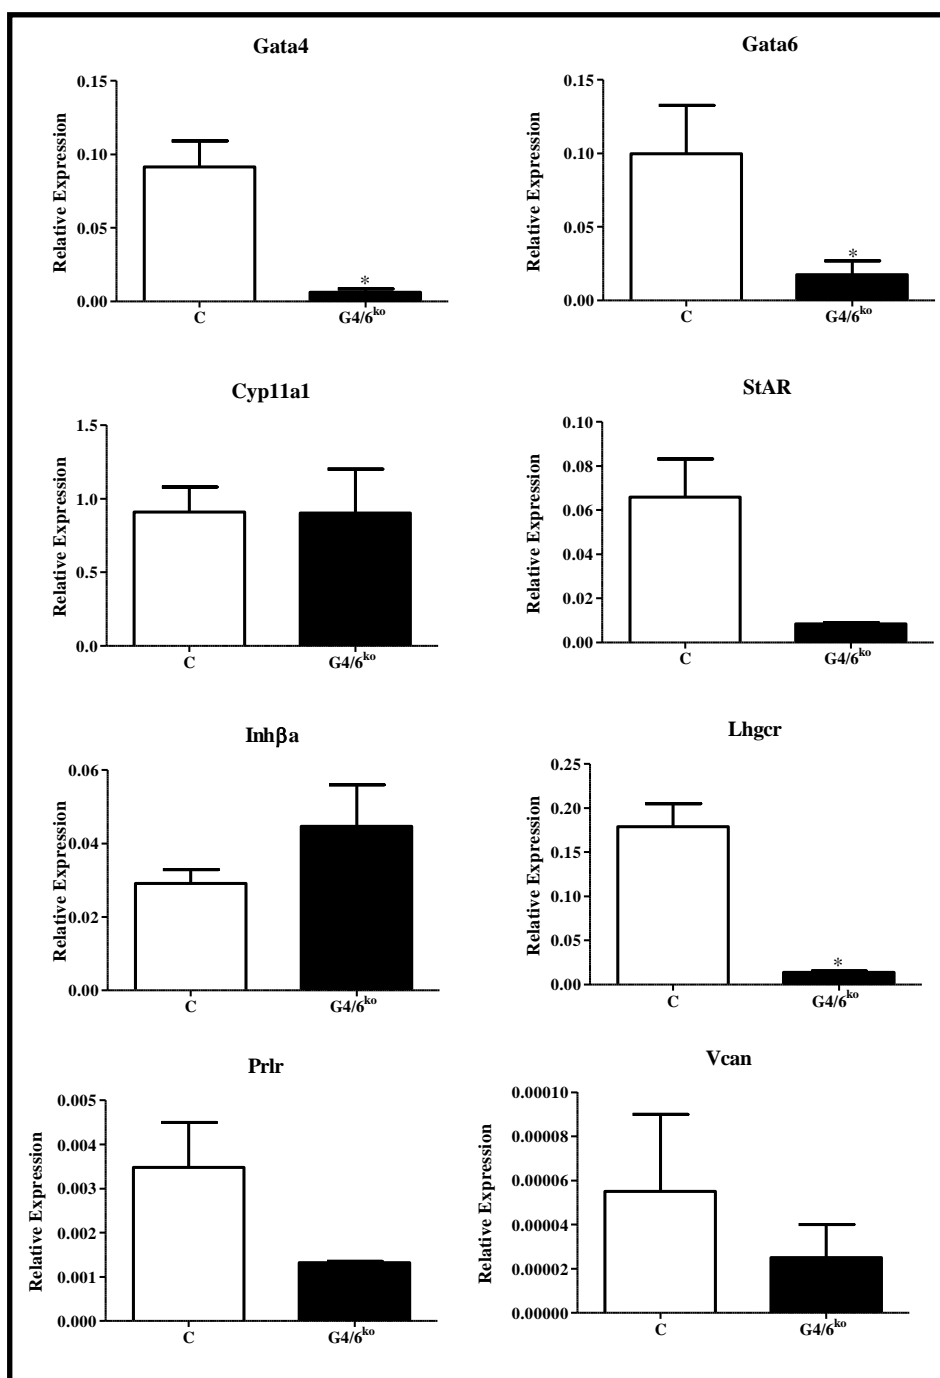 Gata4
Relative Expression
0.15
0.10
0.05
0.00
*
C
G4/6ko
Gata6
Relative Expression
0.15
0.10
0.05
0.00
*
C
G4/6ko
Cyp11a1
Relative Expression
1.5
1.0
0.5
0.0
C
G4/6ko
StAR
Relative Expression
0.10
0.08
0.06
0.04
0.02
0.00
C
G4/6ko
Inhβa
Relative Expression
0.06
0.04
0.02
0.00
C
G4/6ko
Lhgcr
Relative Expression
0.25
0.20
0.15
0.10
0.05
0.00
*
C
G4/6ko
Prlr
Relative Expression
0.005
0.004
0.003
0.002
0.001
0.000
C
G4/6ko
Vcan
Relative Expression
0.00010
0.00008
0.00006
0.00004
0.00002
0.00000
C
G4/6ko